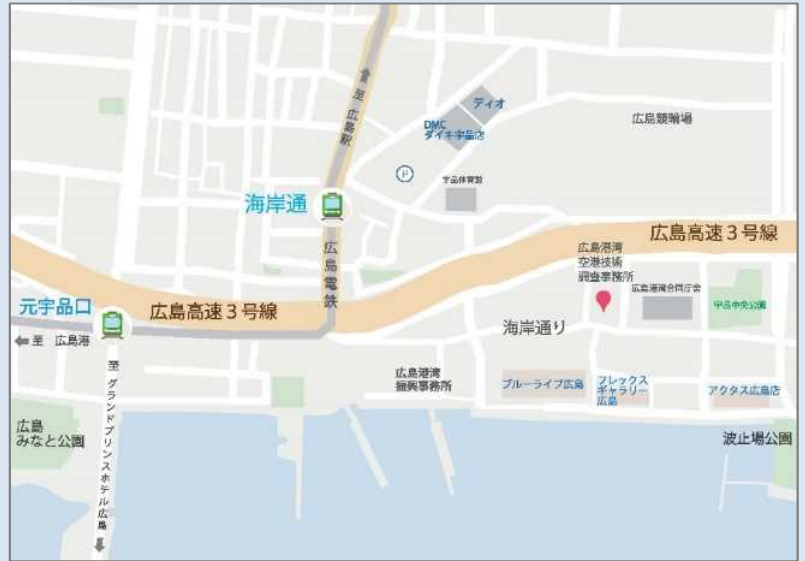 至 広島駅
ディオ
DMC
ダイキ宇品店
広島競輪場
P
宇品体育館
海岸通
広島電鉄
広島高速3号線
広島港湾
空港技術
調査事務所
広島港湾合同庁舎
宇品中央公園
元宇品口
広島高速3号線
海岸通り
至 広島港
至 グランドプリンスホテル広島
広島港湾
振興事務所
ブルーライブ広島
フレックス
ギャラリー
広島
アクタス広島店
広島
みなと公園
波止場公園